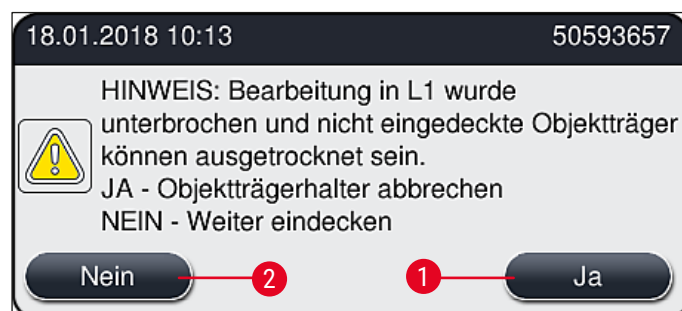 18.01.2018 10:13 50593657
HINWEIS: Bearbeitung in L1 wurde
unterbrochen und nicht eingedeckte Objektträger
können ausgetrocknet sein.
JA - Objektträgerhalter abbrechen
NEIN - Weiter eindecken
Nein 2 1 Ja